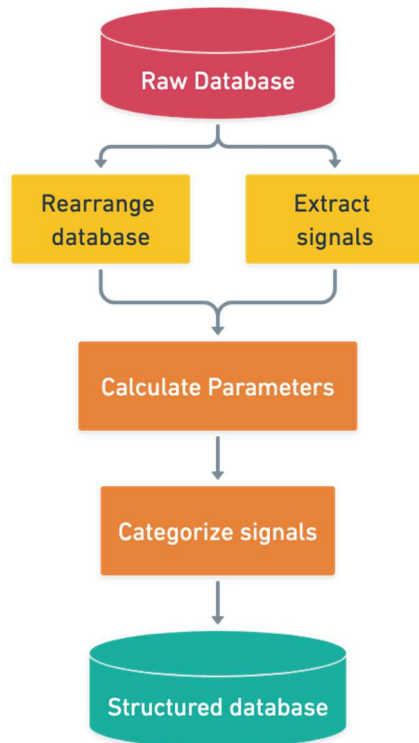 Raw Database
Rearrange
database
Extract
signals
Calculate Parameters
Categorize signals
Structured database